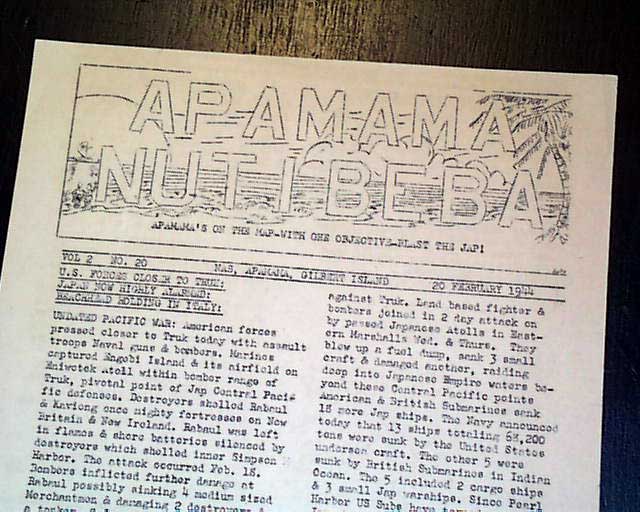 APAMAMA
NUTIBEBA
APAMAMA'S ON THE MAP-WITH ONE OBJECTIVE-BLAST THE JAP!
VOL 2 NO. 20 NAS, APAMAMA, GILBERT ISLAND 20 FEBRUARY 1944
U.S. FORCES CLOSER TO TRUK:
JAPAN NOW HIGHLY ALARMED:
BEACHHEAD HOLDING IN ITALY:
UNDATED PACIFIC WAR: American forces
pressed closer to Truk today with assault
troops Naval guns & bombers. Marines
captured Engebi Island & its airfield on
Eniwetok Atoll within bomber range of
Truk, pivotal point of Jap Central Paci-
fic defenses. Destroyers shelled Rabaul
& Kaviong once mighty fortresses on New
Britain & New Ireland. Rabaul was left
in flames & shore batteries silenced by
destroyers which shelled inner Simpson
Harbor. The attack occurred Feb. 18.
Bombers inflicted further damage at
Rabaul possibly sinking 4 medium sized
Merchantmen & damaging 2 destroyers &
a tanker.
against Truk. Land based fighter &
bombers joined in 2 day attack on
by passed Japanese Atolls in East-
ern Marshalls Wed. & Thurs. They
blew up a fuel dump, sank 3 small
craft & damaged another, raiding
deep into Japanese Empire waters be-
yond these Central Pacific points
American & British Submarines sank
18 more Jap ships. The Navy announced
today that 13 ships totaling 68,200
tons were sunk by the United States
undersea craft. The other 5 were
sunk by British Submarines in Indian
Ocean. The 5 included 2 cargo ships
& 3 small Jap warships. Since Pearl
Harbor US Subs have